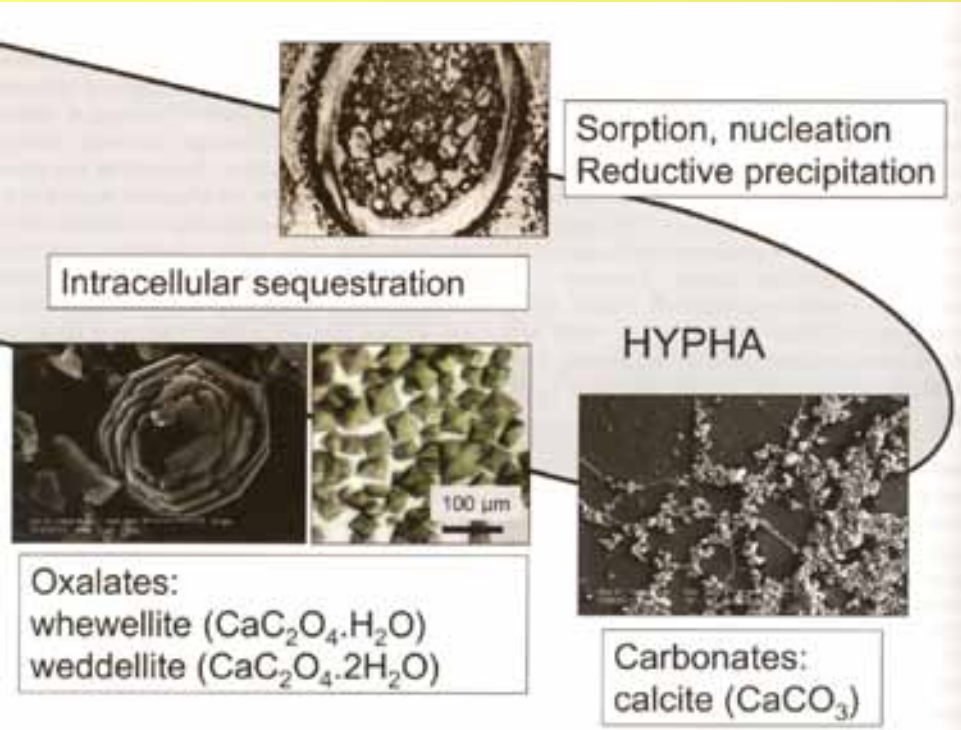 Sorption, nucleation
Reductive precipitation
Intracellular sequestration
HYPHA
100 µm
Oxalates:
whewellite (CaC₂O₄.H₂O)
weddellite (CaC₂O₄.2H₂O)
Carbonates:
calcite (CaCO₃)